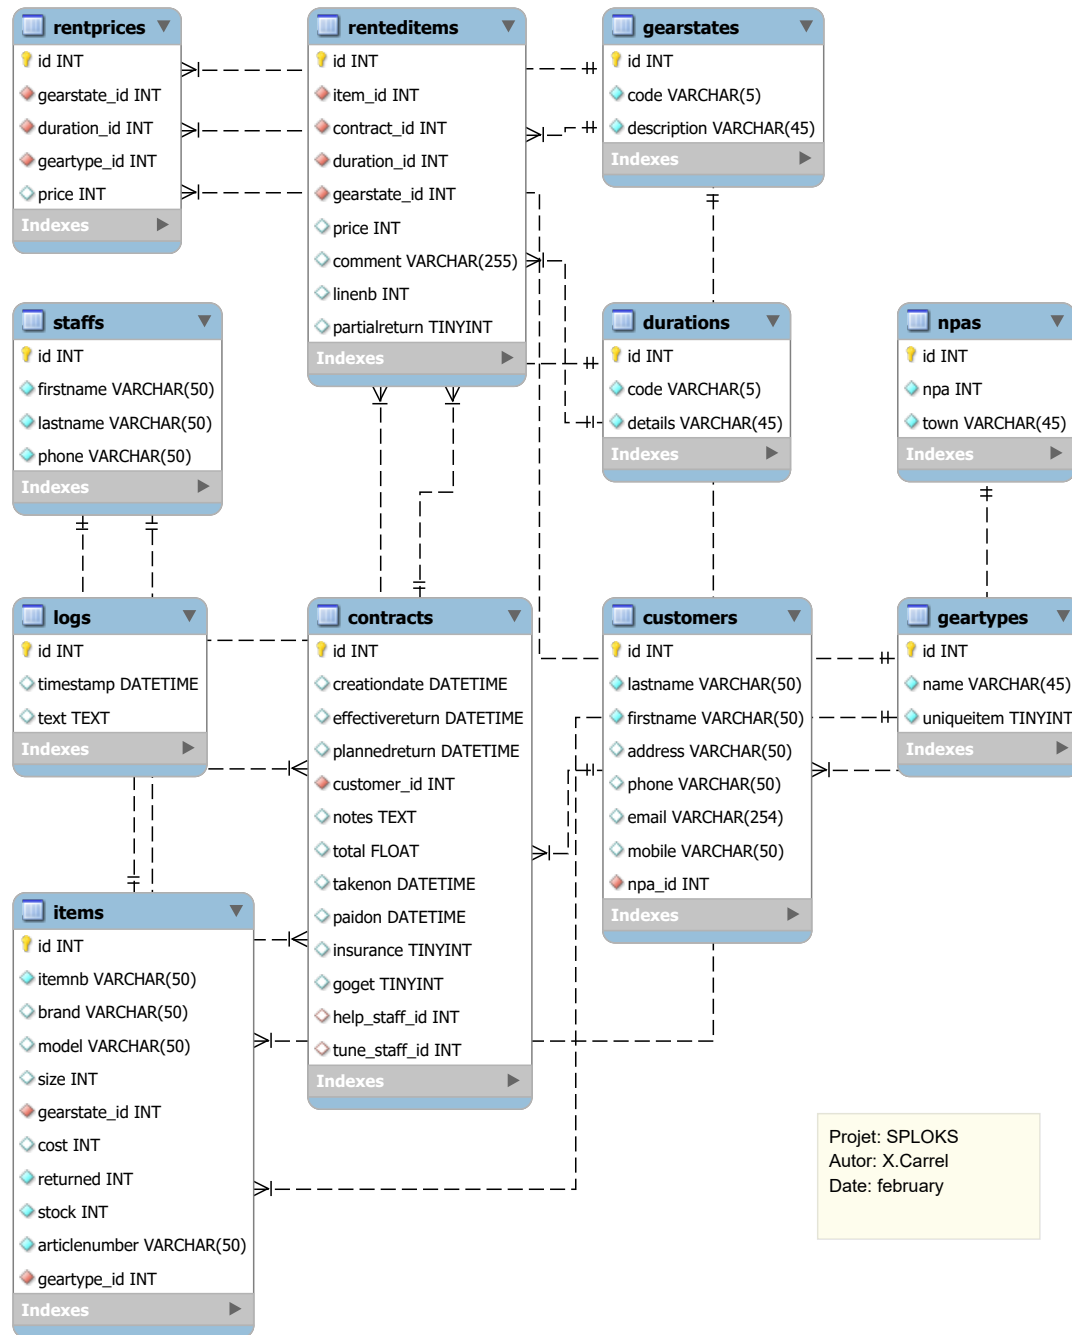 rentprices
id INT
gearstate_id INT
duration_id INT
geartype_id INT
price INT
Indexes
renteditems
id INT
item_id INT
contract_id INT
duration_id INT
gearstate_id INT
price INT
comment VARCHAR(255)
linenb INT
partialreturn TINYINT
Indexes
gearstates
id INT
code VARCHAR(5)
description VARCHAR(45)
Indexes
staffs
id INT
firstname VARCHAR(50)
lastname VARCHAR(50)
phone VARCHAR(50)
Indexes
durations
id INT
code VARCHAR(5)
details VARCHAR(45)
Indexes
npas
id INT
npa INT
town VARCHAR(45)
Indexes
logs
id INT
timestamp DATETIME
text TEXT
Indexes
contracts
id INT
creationdate DATETIME
effectivereturn DATETIME
plannedreturn DATETIME
customer_id INT
notes TEXT
total FLOAT
takenon DATETIME
paidon DATETIME
insurance TINYINT
goget TINYINT
help_staff_id INT
tune_staff_id INT
Indexes
customers
id INT
lastname VARCHAR(50)
firstname VARCHAR(50)
address VARCHAR(50)
phone VARCHAR(50)
email VARCHAR(254)
mobile VARCHAR(50)
npa_id INT
Indexes
geartypes
id INT
name VARCHAR(45)
uniqueitem TINYINT
Indexes
items
id INT
itemnb VARCHAR(50)
brand VARCHAR(50)
model VARCHAR(50)
size INT
gearstate_id INT
cost INT
returned INT
stock INT
articlenumber VARCHAR(50)
geartype_id INT
Indexes
Projet: SPLOKS
Autor: X.Carrel
Date: february